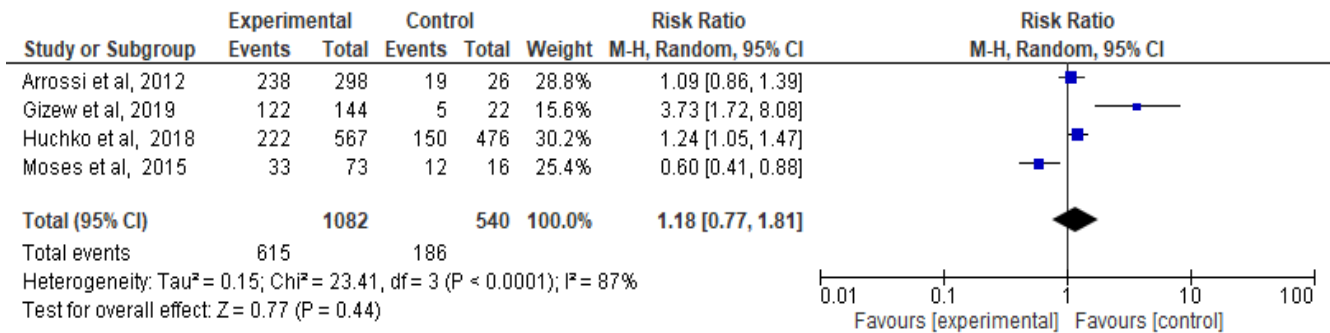 Experimental Control Risk Ratio Risk Ratio
Study or Subgroup Events Total Events Total Weight M-H, Random, 95% CI M-H, Random, 95% CI
Arrossi et al, 2012 238 298 19 26 28.8% 1.09 [0.86, 1.39]
Gizew et al, 2019 122 144 5 22 15.6% 3.73 [1.72, 8.08]
Huchko et al, 2018 222 567 150 476 30.2% 1.24 [1.05, 1.47]
Moses et al, 2015 33 73 12 16 25.4% 0.60 [0.41, 0.88]
Total (95% CI) 1082 540 100.0% 1.18 [0.77, 1.81]
Total events 615 186
Heterogeneity: Tau² = 0.15; Chi² = 23.41, df = 3 (P < 0.0001); I² = 87%
Test for overall effect: Z = 0.77 (P = 0.44)
0.01 0.1 1 10 100
Favours [experimental] Favours [control]